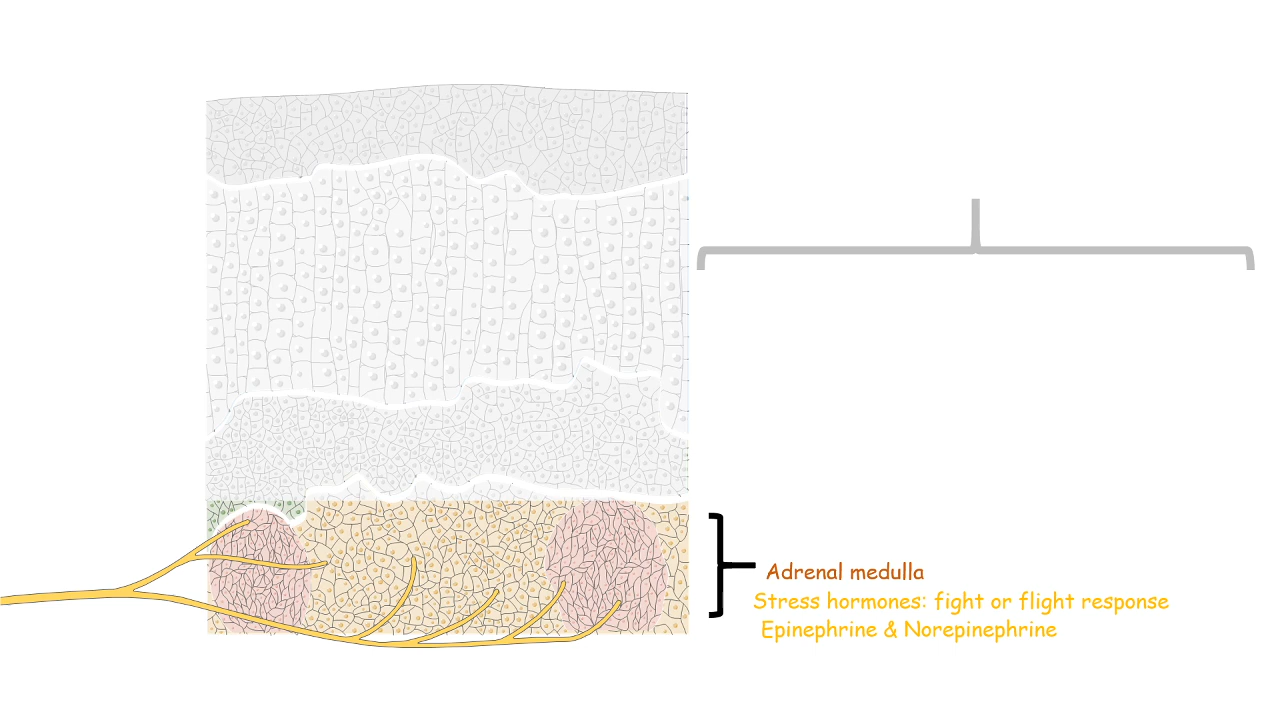 Adrenal medulla
Stress hormones: fight or flight response
Epinephrine & Norepinephrine